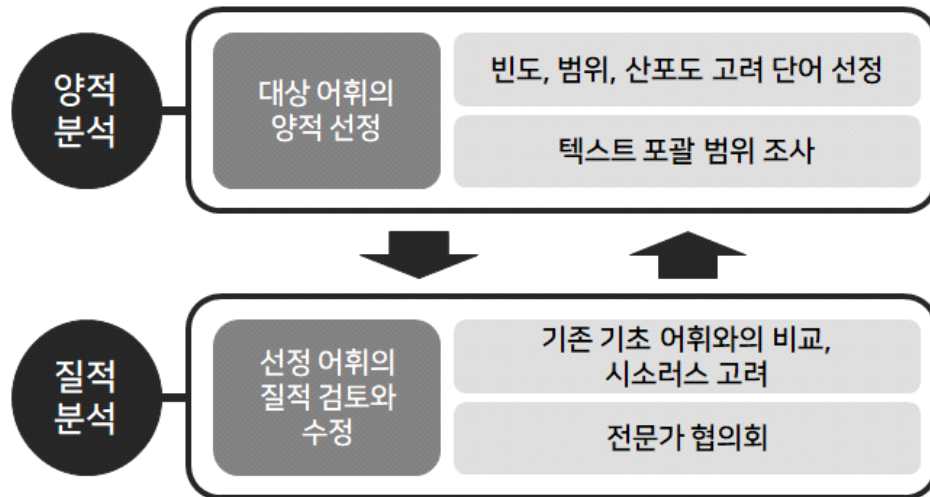 양적
분석
대상 어휘의
양적 선정
빈도, 범위, 산포도 고려 단어 선정
텍스트 포괄 범위 조사
질적
분석
선정 어휘의
질적 검토와
수정
기존 기초 어휘와의 비교,
시소러스 고려
전문가 협의회